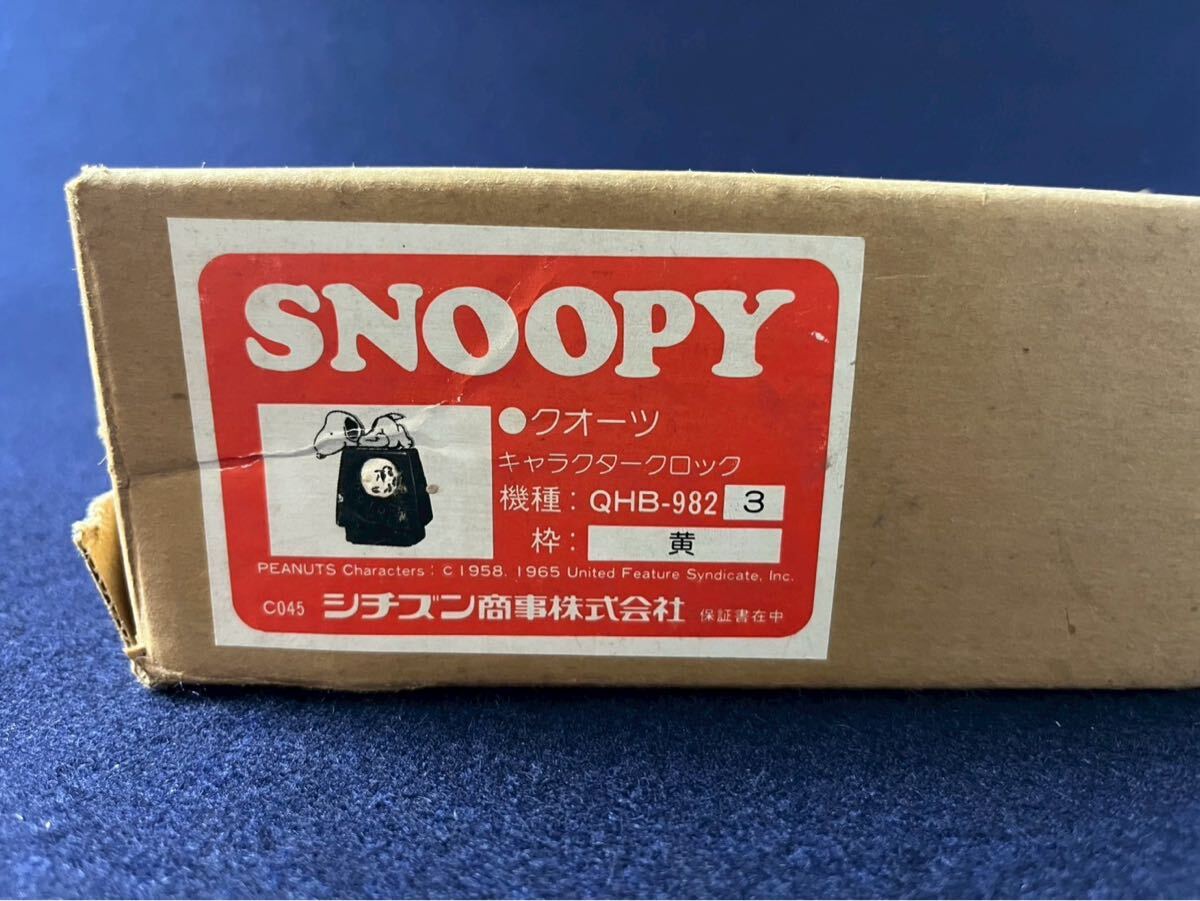 SNOOPY
●クオーツ
キャラクタークロック
機種：QHB-982 3
枠： 黄
PEANUTS Characters : c 1958. 1965 United Feature Syndicate, Inc.
C045 シチズン商事株式会社 保証書在中